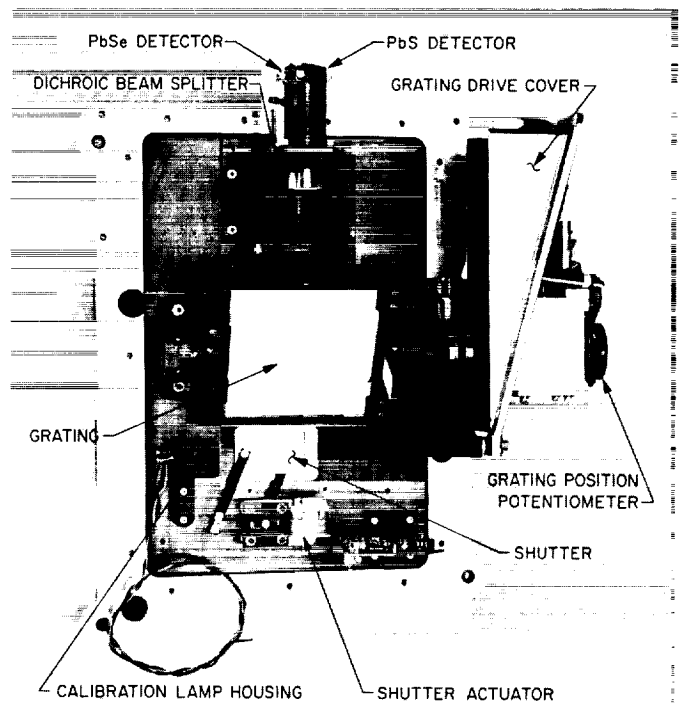 PbSe DETECTOR
PbS DETECTOR
DICHROIC BEAM SPLITTER
GRATING DRIVE COVER
GRATING
GRATING POSITION
POTENTIOMETER
SHUTTER
CALIBRATION LAMP HOUSING
SHUTTER ACTUATOR